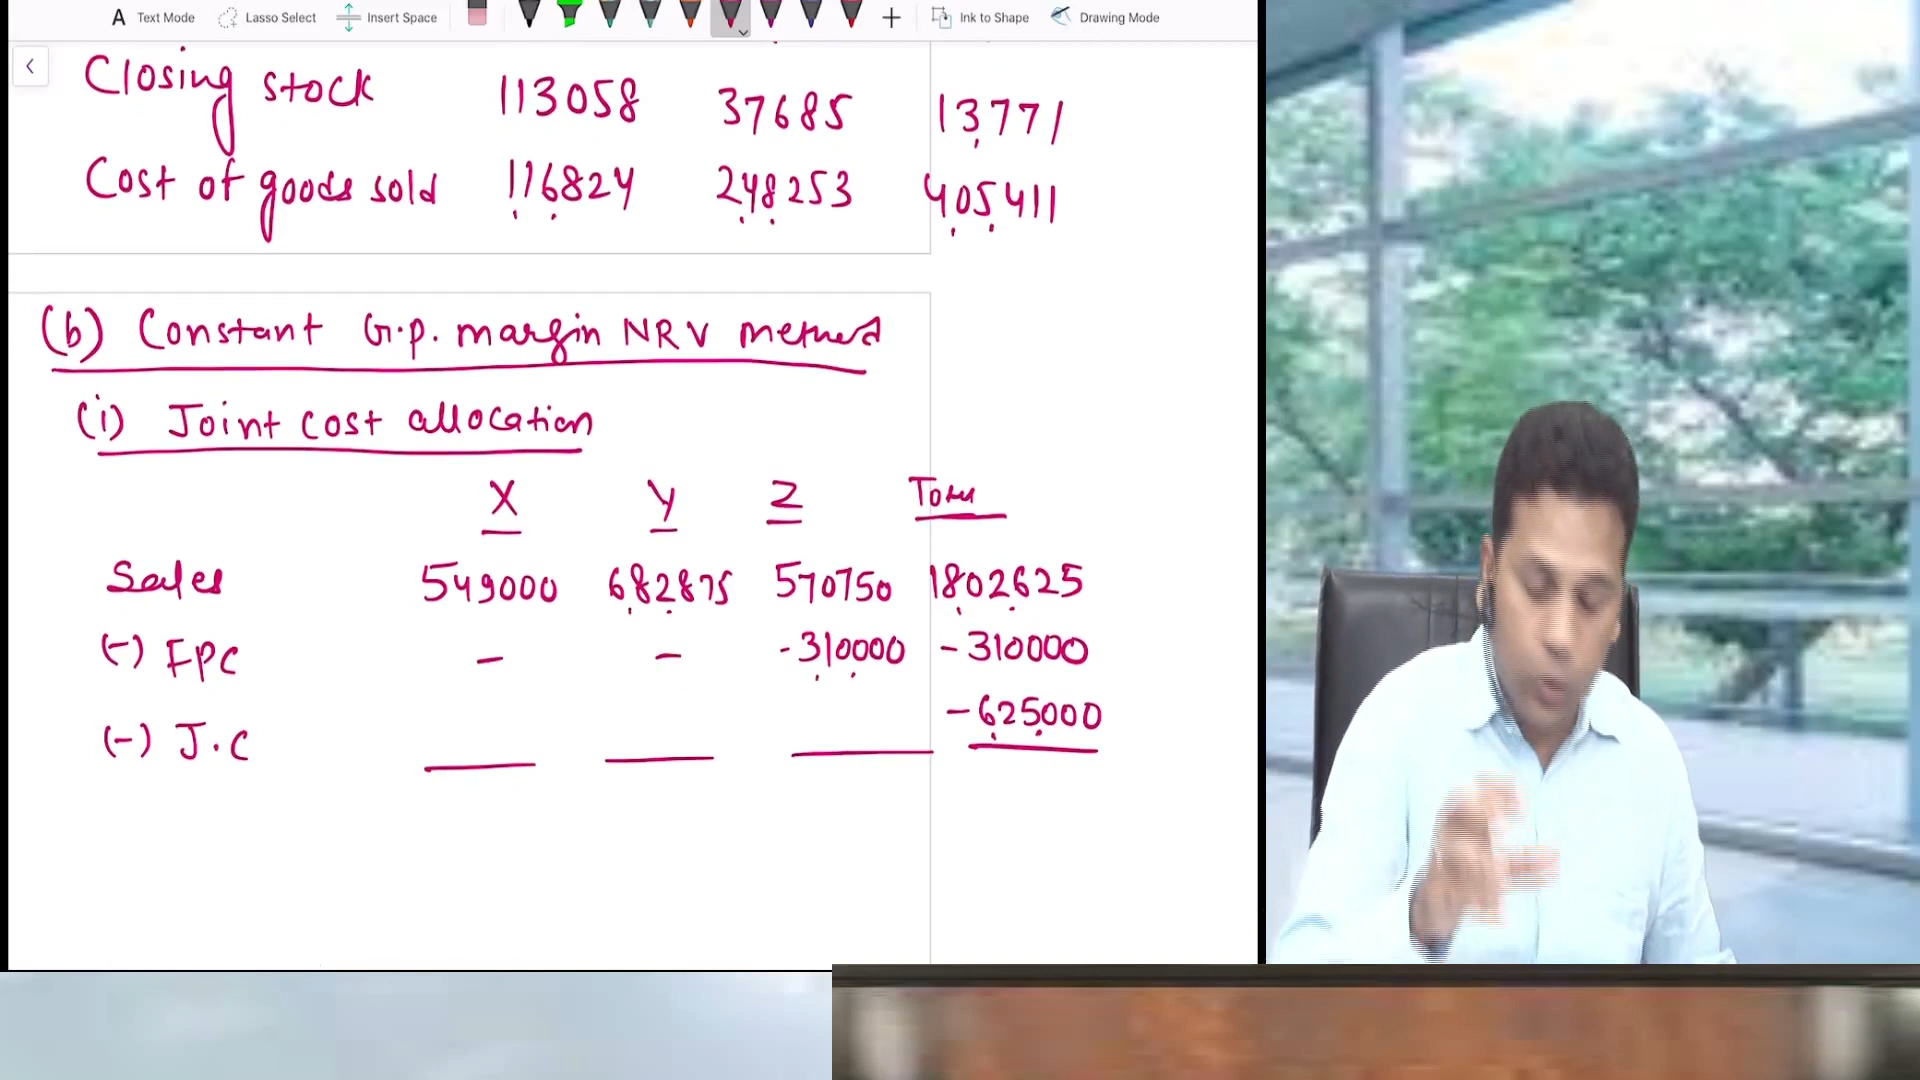 A Text Mode Lasso Select Insert Space + Ink to Shape Drawing Mode
Closing stock 113058 37685 13771
Cost of goods sold 116824 248253 405411
(b) Constant G.p. margin NRV method
(i) Joint cost allocation
X Y Z Total
Sales 549000 682875 570750 1802625
(-) FPC - - -310000 -310000
(-) J.C -625000